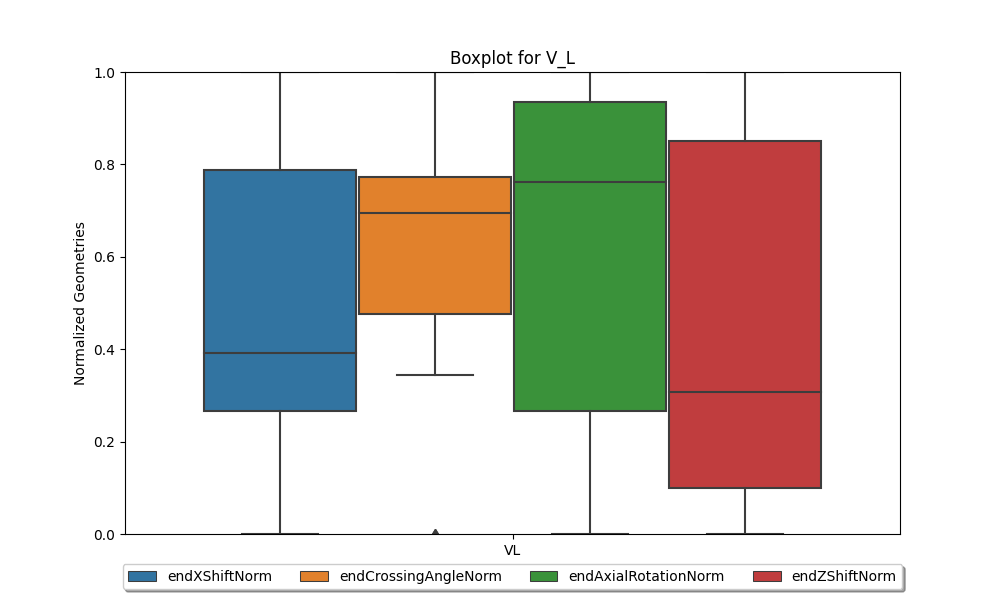 Boxplot for V_L
Normalized Geometries
1.0
0.8
0.6
0.4
0.2
0.0
VL
endXShiftNorm endCrossingAngleNorm endAxialRotationNorm endZShiftNorm